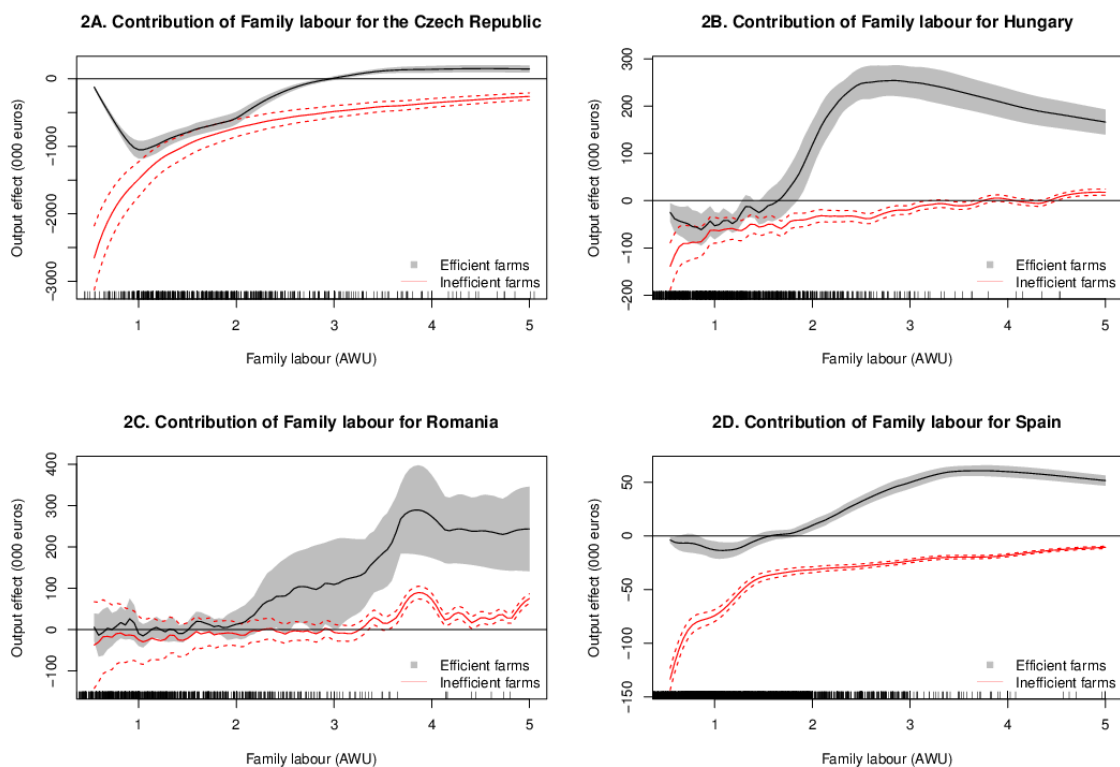 2A. Contribution of Family labour for the Czech Republic
Output effect (000 euros)
0
-1000
-2000
-3000
Efficient farms
Inefficient farms
1 2 3 4 5
Family labour (AWU)
2B. Contribution of Family labour for Hungary
Output effect (000 euros)
300
200
100
0
-100
-200
Efficient farms
Inefficient farms
1 2 3 4 5
Family labour (AWU)
2C. Contribution of Family labour for Romania
Output effect (000 euros)
400
300
200
100
0
-100
Efficient farms
Inefficient farms
1 2 3 4 5
Family labour (AWU)
2D. Contribution of Family labour for Spain
Output effect (000 euros)
50
0
-50
-100
-150
Efficient farms
Inefficient farms
1 2 3 4 5
Family labour (AWU)